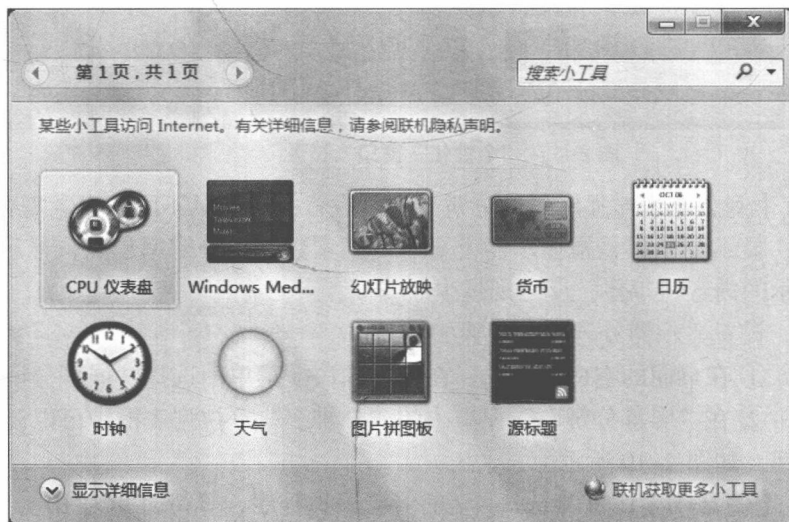 第1页,共1页
搜索小工具
某些小工具访问 Internet。有关详细信息，请参阅联机隐私声明。
CPU 仪表盘
Windows Med...
幻灯片放映
货币
日历
OCT 06
时钟
天气
图片拼图板
源标题
显示详细信息
联机获取更多小工具